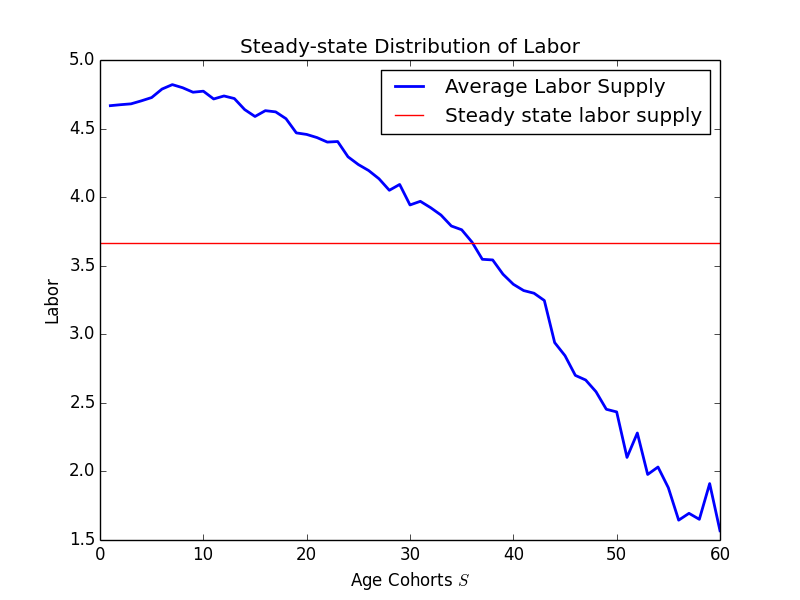 Steady-state Distribution of Labor
5.0
4.5
4.0
3.5
3.0
2.5
2.0
1.5
Labor
Average Labor Supply
Steady state labor supply
0 10 20 30 40 50 60
Age Cohorts S